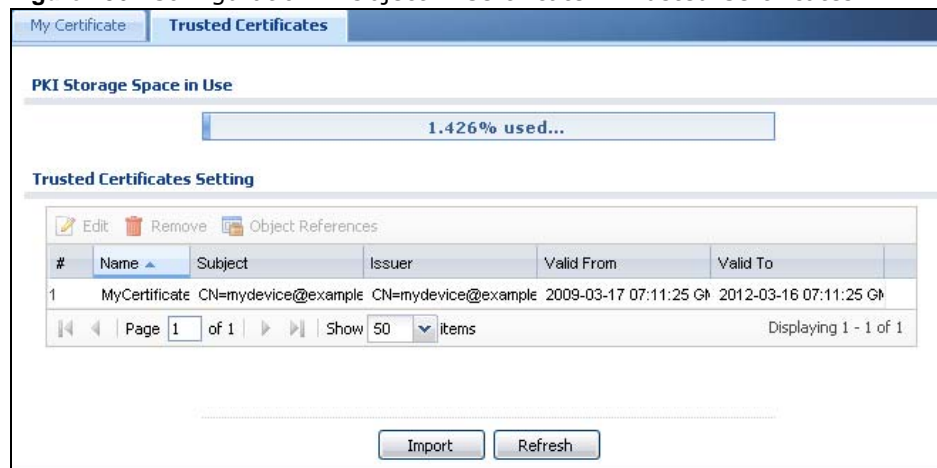 My Certificate Trusted Certificates
PKI Storage Space in Use
1.426% used...
Trusted Certificates Setting
Edit Remove Object References
# Name Subject Issuer Valid From Valid To
1 MyCertificate CN=mydevice@example CN=mydevice@example 2009-03-17 07:11:25 GM 2012-03-16 07:11:25 GM
Page 1 of 1 Show 50 items Displaying 1 - 1 of 1
Import Refresh